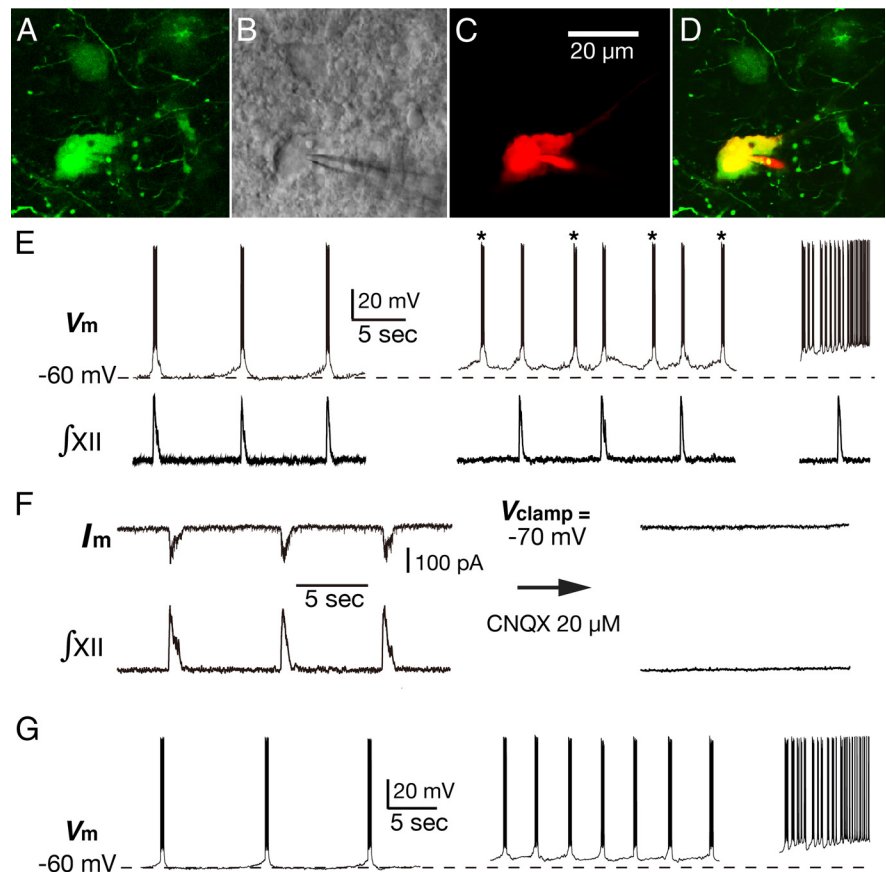 A B C D
20 µm
E
* * * *
Vm
20 mV
5 sec
-60 mV
∫XII
F
Im
Vclamp =
-70 mV
100 pA
5 sec
CNQX 20 µM
∫XII
G
Vm
20 mV
5 sec
-60 mV